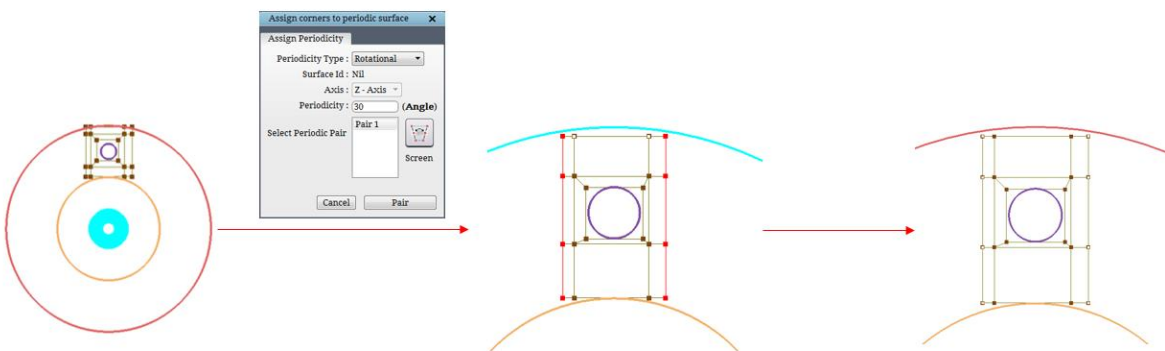 Assign corners to periodic surface
Assign Periodicity
Periodicity Type : Rotational
Surface Id : Nil
Axis : Z - Axis
Periodicity : 30 (Angle)
Select Periodic Pair
Pair 1
Screen
Cancel
Pair